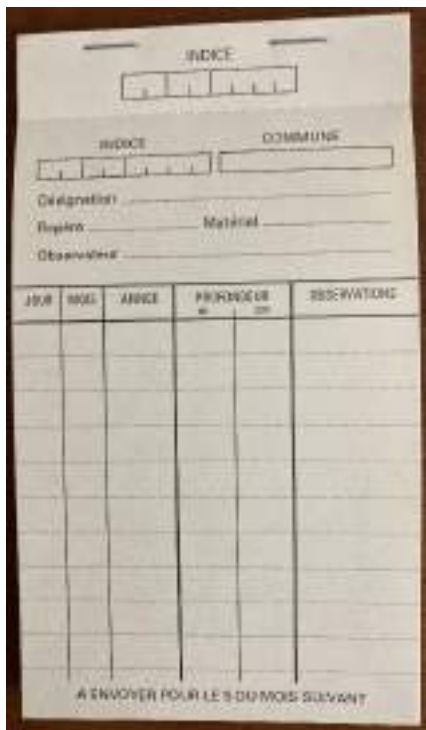 INDICE
INDICE COMMUNE
Désignation
Repère Matériel
Observateur
JOUR MOIS ANNEE PROFONDEUR OBSERVATIONS
m cm
A ENVOYER POUR LE 5 DU MOIS SUIVANT